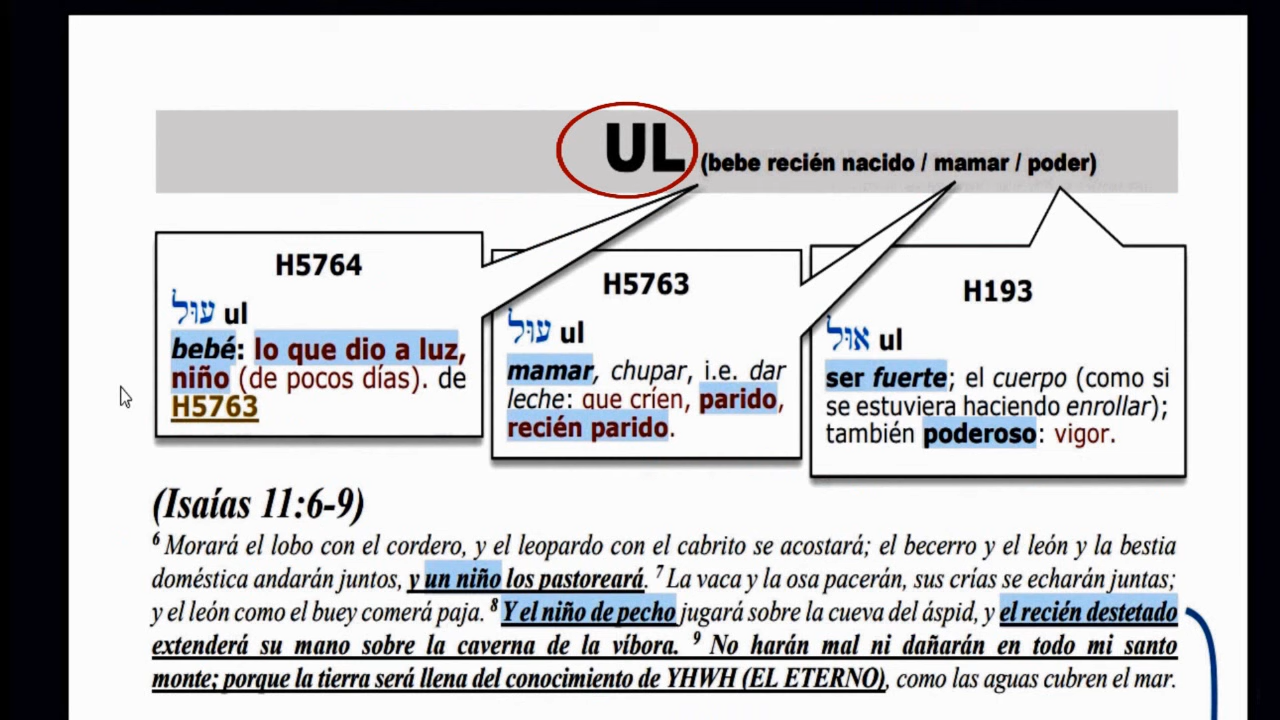 UL (bebe recién nacido / mamar / poder)
H5764
עוּל ul
bebé: lo que dio a luz,
niño (de pocos días). de
H5763
H5763
עוּל ul
mamar, chupar, i.e. dar
leche: que críen, parido,
recién parido.
H193
אוּל ul
ser fuerte; el cuerpo (como si
se estuviera haciendo enrollar);
también poderoso: vigor.
(Isaías 11:6-9)
6 Morará el lobo con el cordero, y el leopardo con el cabrito se acostará; el becerro y el león y la bestia
doméstica andarán juntos, y un niño los pastoreará. 7 La vaca y la osa pacerán, sus crías se echarán juntas;
y el león como el buey comerá paja. 8 Y el niño de pecho jugará sobre la cueva del áspid, y el recién destetado
extenderá su mano sobre la caverna de la víbora. 9 No harán mal ni dañarán en todo mi santo
monte; porque la tierra será llena del conocimiento de YHWH (EL ETERNO), como las aguas cubren el mar.